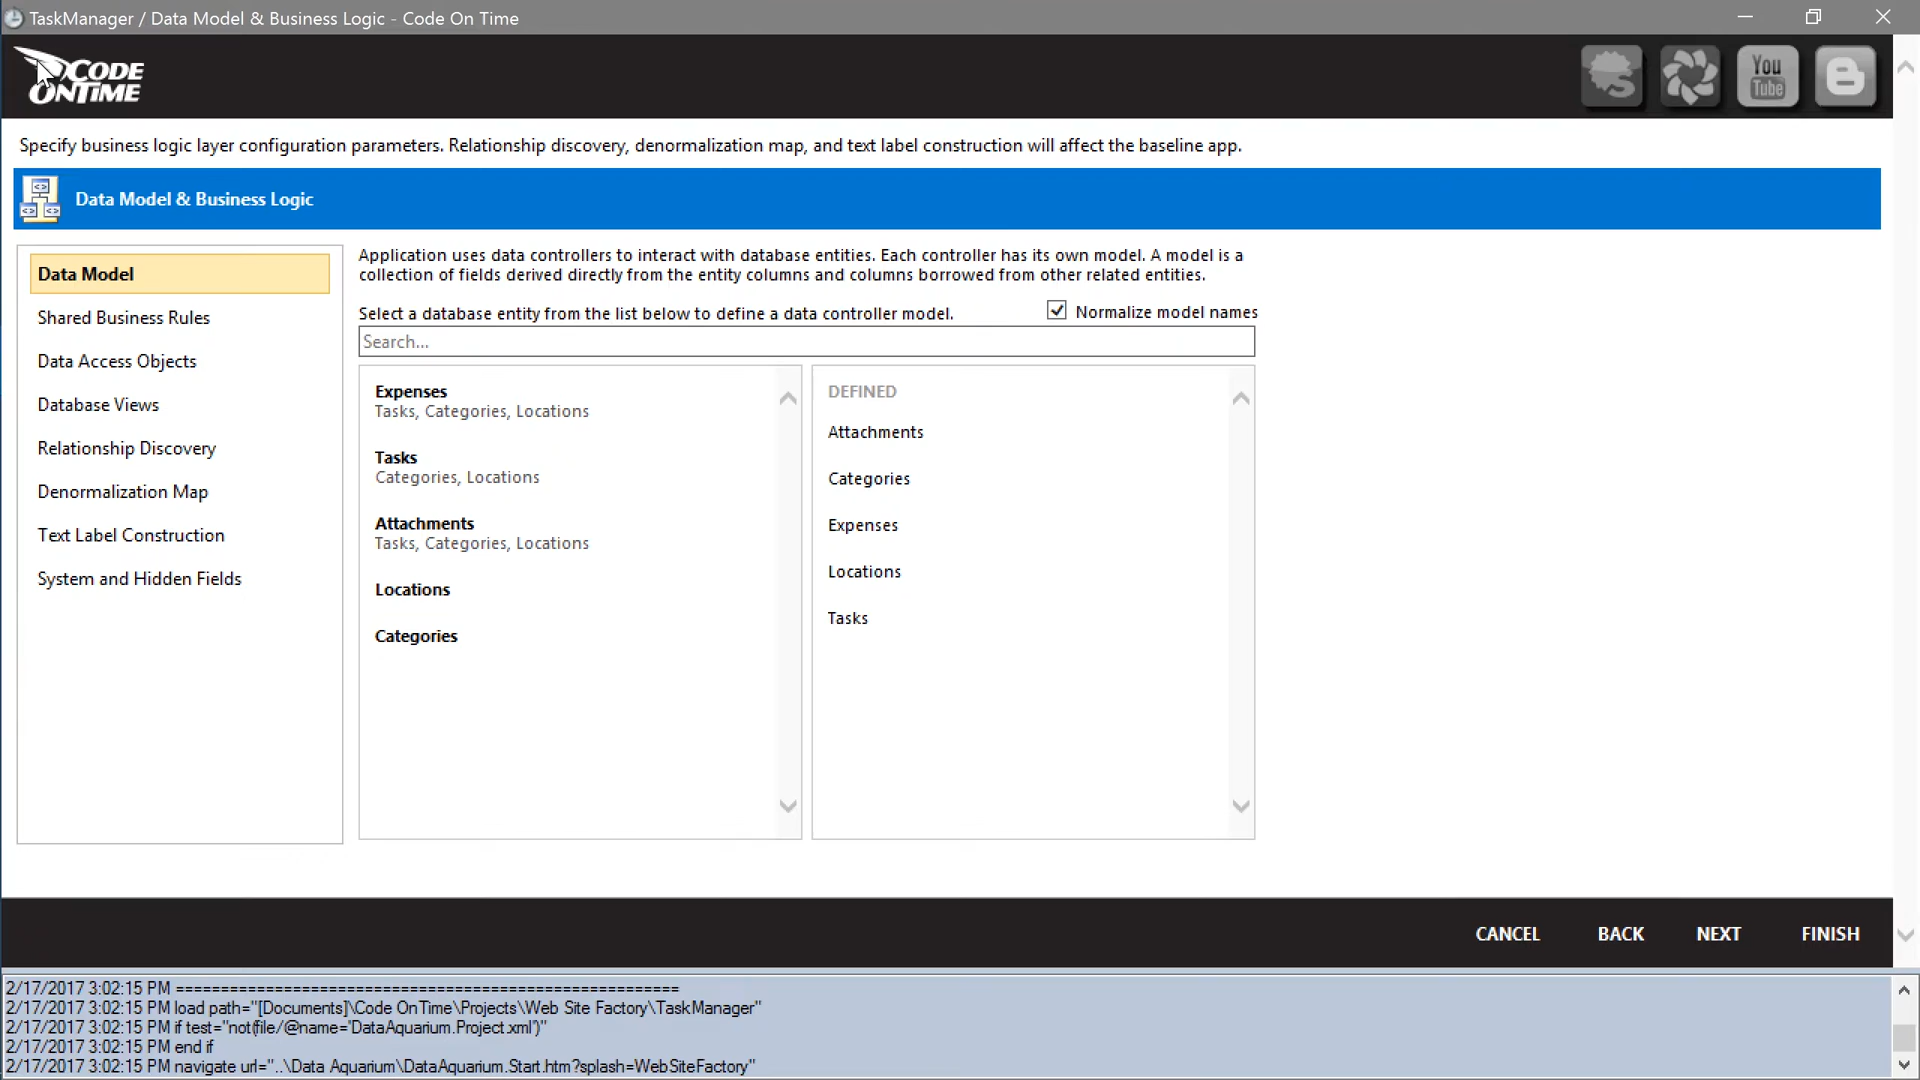 TaskManager / Data Model & Business Logic - Code On Time
CODE
ONTIME
You
Tube
Specify business logic layer configuration parameters. Relationship discovery, denormalization map, and text label construction will affect the baseline app.
Data Model & Business Logic
Data Model
Shared Business Rules
Data Access Objects
Database Views
Relationship Discovery
Denormalization Map
Text Label Construction
System and Hidden Fields
Application uses data controllers to interact with database entities. Each controller has its own model. A model is a
collection of fields derived directly from the entity columns and columns borrowed from other related entities.
Select a database entity from the list below to define a data controller model.
Normalize model names
Search...
Expenses
Tasks, Categories, Locations
Tasks
Categories, Locations
Attachments
Tasks, Categories, Locations
Locations
Categories
DEFINED
Attachments
Categories
Expenses
Locations
Tasks
CANCEL
BACK
NEXT
FINISH
2/17/2017 3:02:15 PM =======================================================
2/17/2017 3:02:15 PM load path="[Documents]\Code OnTime\Projects\Web Site Factory\TaskManager"
2/17/2017 3:02:15 PM if test="not(file/@name='DataAquarium.Project.xml')"
2/17/2017 3:02:15 PM end if
2/17/2017 3:02:15 PM navigate url="..\Data Aquarium\DataAquarium.Start.htm?splash=WebSiteFactory"